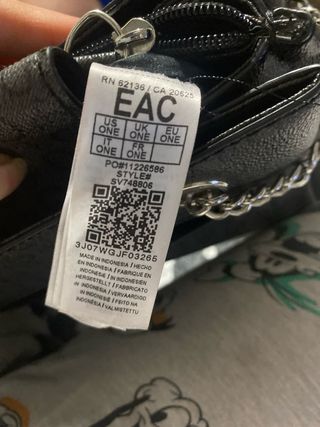 RN 62136 / CA 20625
EAC
US UK EU
ONE ONE ONE
IT FR
ONE ONE
PO#11226586
STYLE#
SV748806
3J07WGJF03265
MADE IN INDONESIA / HECHO
EN INDONESIA / FABRIQUE EN
INDONESIE / IN INDONESIEN
HERGESTELLT / FABBRICATO IN
INDONESIA / VERVAARDIGD
IN INDONESIA / FEITO NA
INDONÉSIA / VALMISTETTU